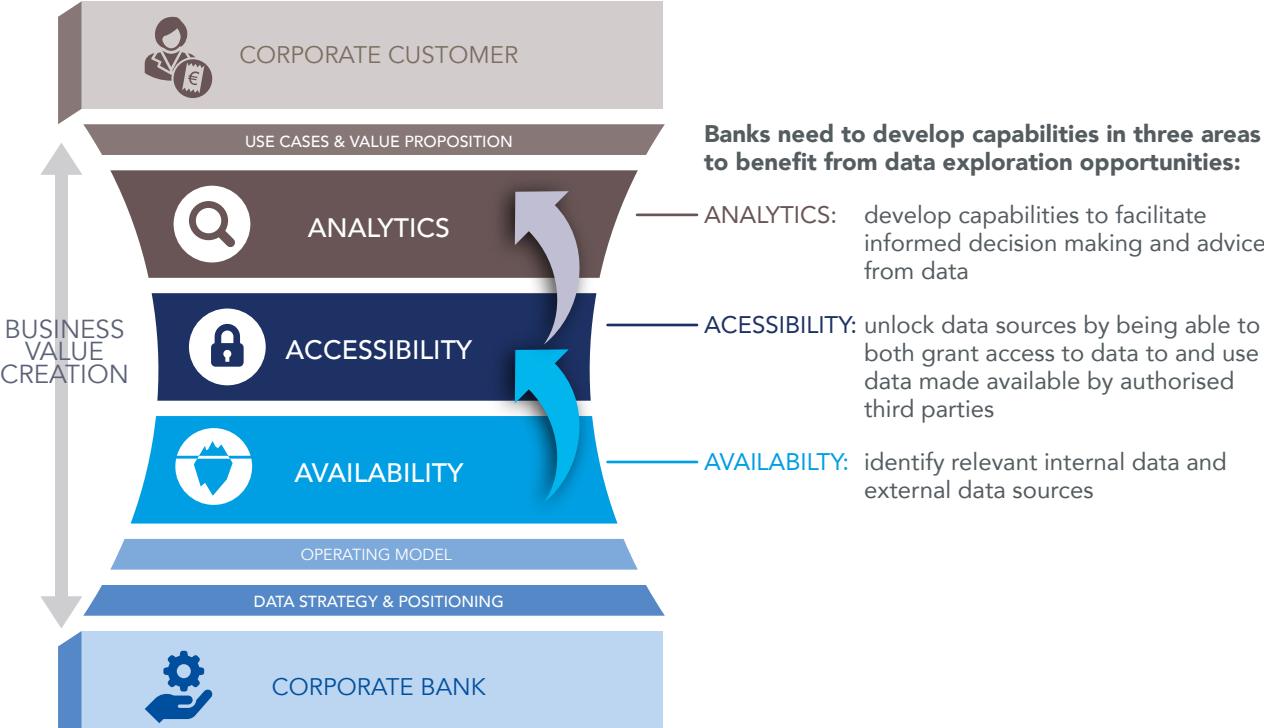 CORPORATE CUSTOMER
USE CASES & VALUE PROPOSITION
ANALYTICS
ACCESSIBILITY
AVAILABILITY
OPERATING MODEL
DATA STRATEGY & POSITIONING
CORPORATE BANK
BUSINESS
VALUE
CREATION
€
Banks need to develop capabilities in three areas
to benefit from data exploration opportunities:
ANALYTICS: develop capabilities to facilitate
informed decision making and advice
from data
ACESSIBILITY: unlock data sources by being able to
both grant access to data to and use
data made available by authorised
third parties
AVAILABILTY: identify relevant internal data and
external data sources